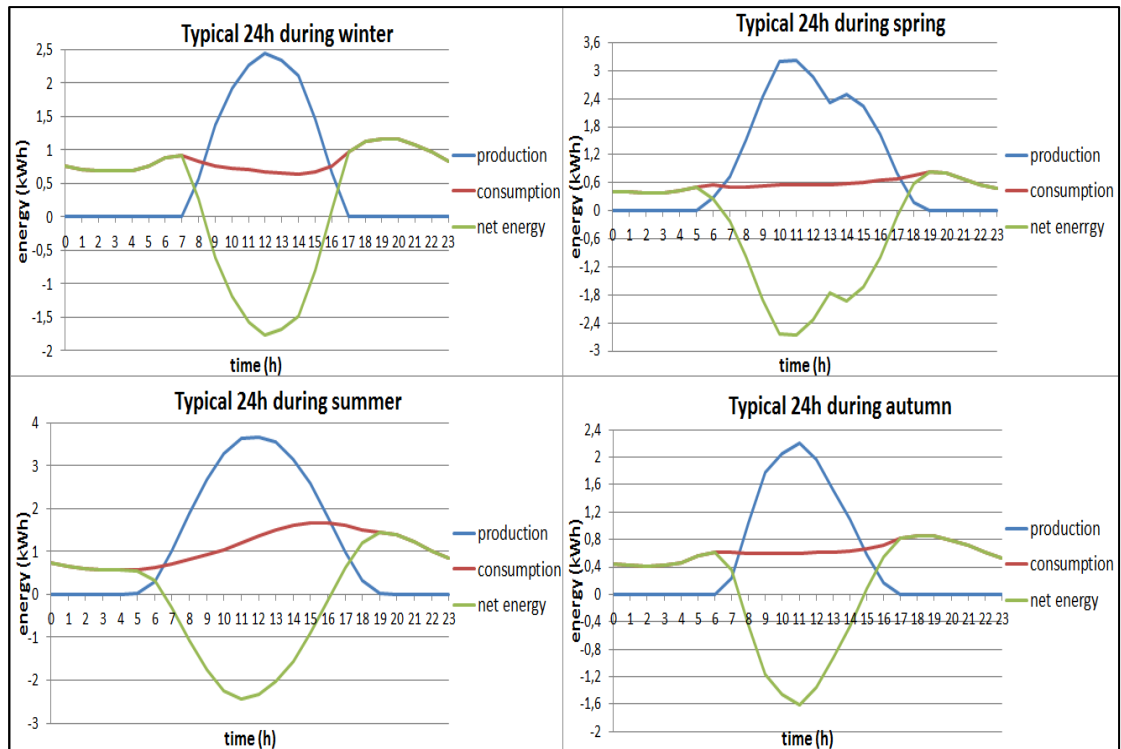 Typical 24h during winter
energy (kWh)
2,5
2
1,5
1
0,5
0
-0,5
-1
-1,5
-2
0 1 2 3 4 5 6 7 8 9 10 11 12 13 14 15 16 17 18 19 20 21 22 23
time (h)
production
consumption
net energy
Typical 24h during spring
energy (kWh)
3,6
3
2,4
1,8
1,2
0,6
0
-0,6
-1,2
-1,8
-2,4
-3
0 1 2 3 4 5 6 7 8 9 10 11 12 13 14 15 16 17 18 19 20 21 22 23
time (h)
production
consumption
net enerrgy
Typical 24h during summer
energy (kWh)
4
3
2
1
0
-1
-2
-3
0 1 2 3 4 5 6 7 8 9 10 11 12 13 14 15 16 17 18 19 20 21 22 23
time (h)
production
consumption
net energy
Typical 24h during autumn
energy (kWh)
2,4
2
1,6
1,2
0,8
0,4
0
-0,4
-0,8
-1,2
-1,6
-2
0 1 2 3 4 5 6 7 8 9 10 11 12 13 14 15 16 17 18 19 20 21 22 23
time (h)
production
consumption
net energy